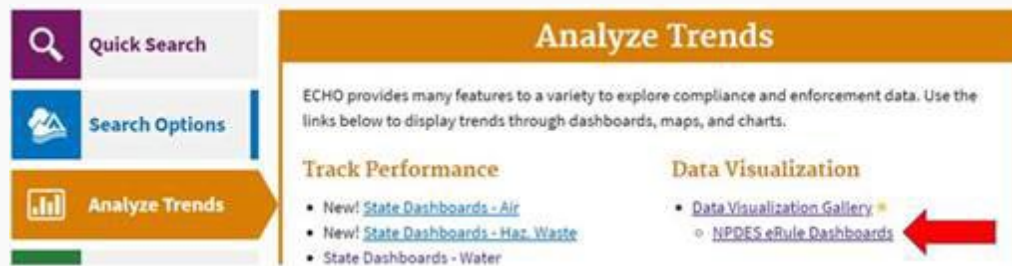 Quick Search
Search Options
Analyze Trends
Analyze Trends
ECHO provides many features to a variety to explore compliance and enforcement data. Use the
links below to display trends through dashboards, maps, and charts.
Track Performance
• New! State Dashboards - Air
• New! State Dashboards - Haz. Waste
• State Dashboards - Water
Data Visualization
• Data Visualization Gallery
○ NPDES eRule Dashboards